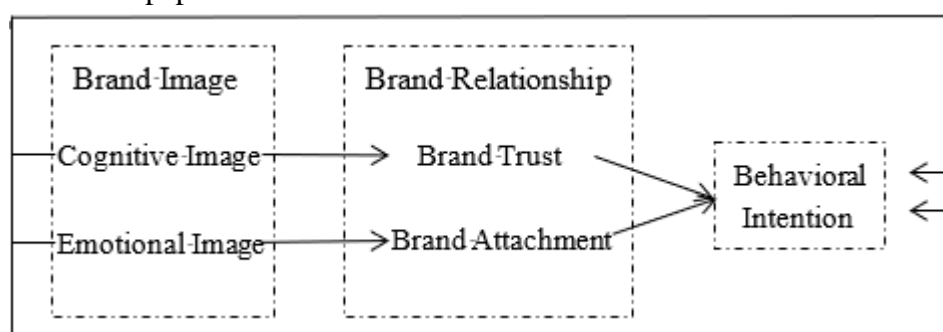 Brand Image
Brand Relationship
Cognitive Image
Brand Trust
Emotional Image
Brand Attachment
Behavioral
Intention